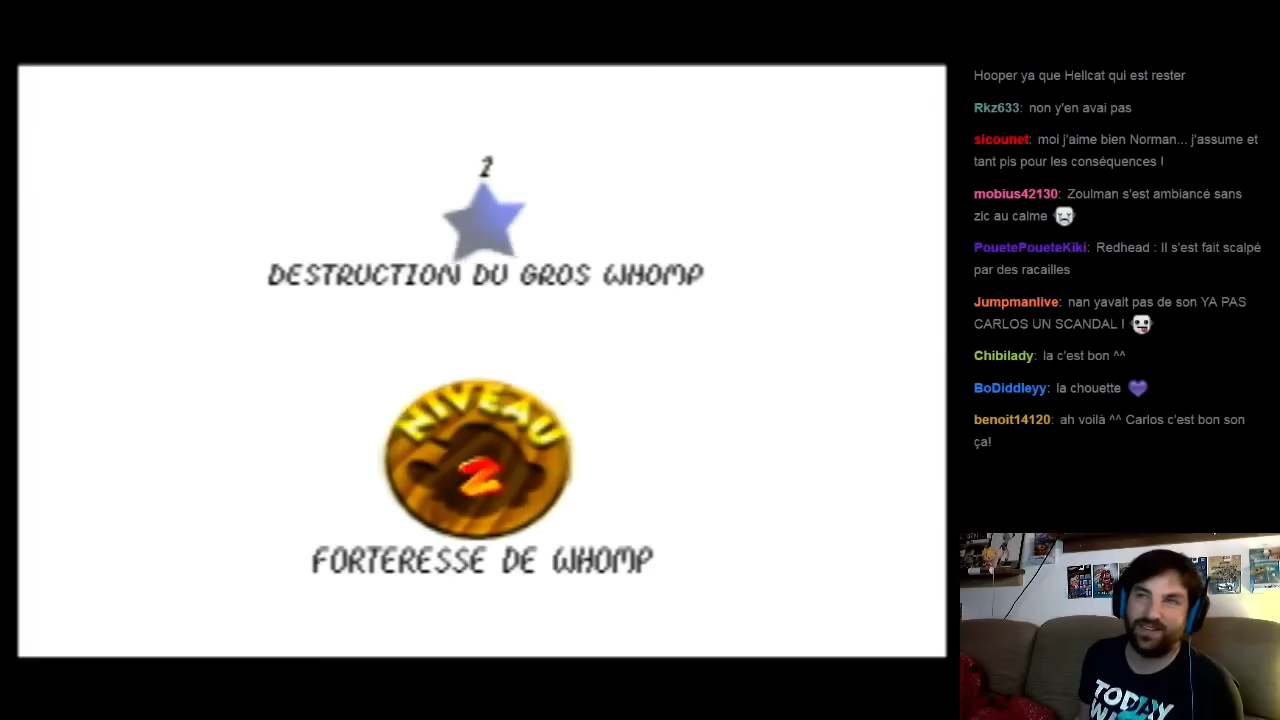 2
DESTRUCTION DU GROS WHOMP
NIVEAU
2
FORTERESSE DE WHOMP
Hooper ya que Hellcat qui est rester
Rkz633: non y'en avai pas
sicounet: moi j'aime bien Norman... j'assume et
tant pis pour les conséquences !
mobius42130: Zoulman s'est ambiancé sans
zic au calme
PouetePoueteKiki: Redhead : Il s'est fait scalpé
par des racailles
Jumpmanlive: nan yavait pas de son YA PAS
CARLOS UN SCANDAL !
Chibilady: la c'est bon ^^
BoDiddleyy: la chouette
benoit14120: ah voilà ^^ Carlos c'est bon son
ça!
TODAY